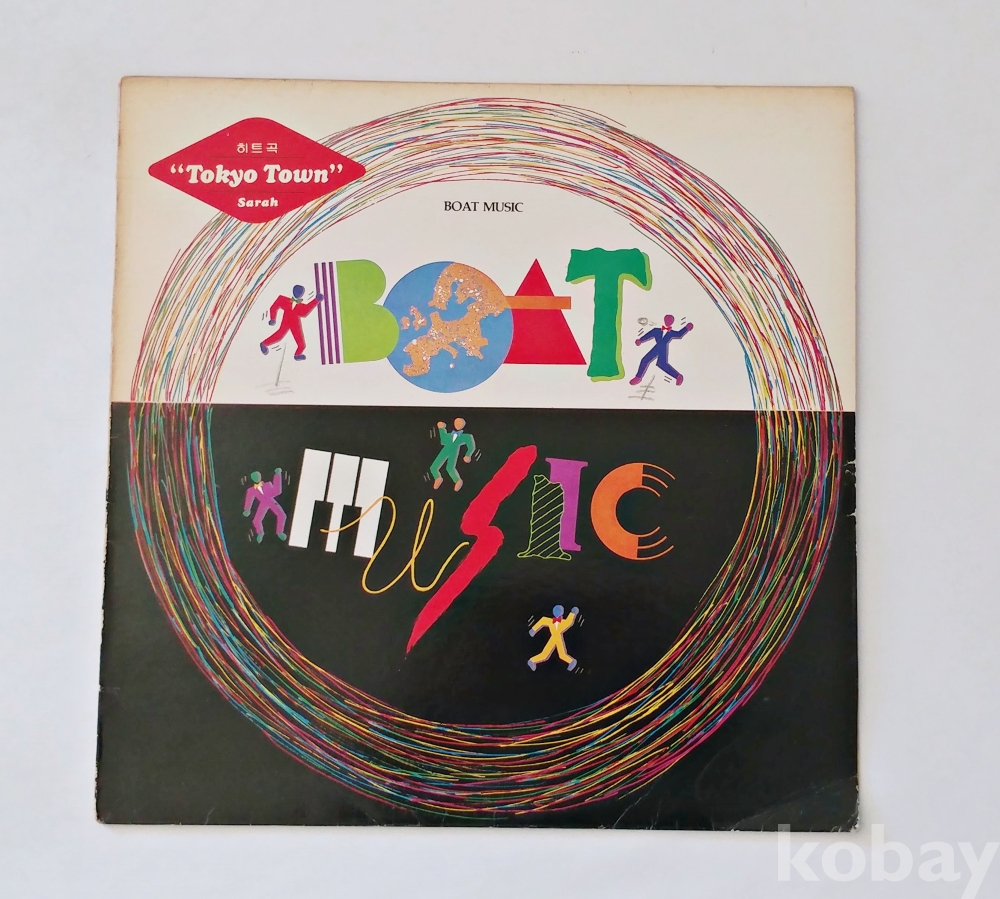 히트곡
“Tokyo Town”
Sarah
BOAT MUSIC
BOAT
MUSIC
kobay